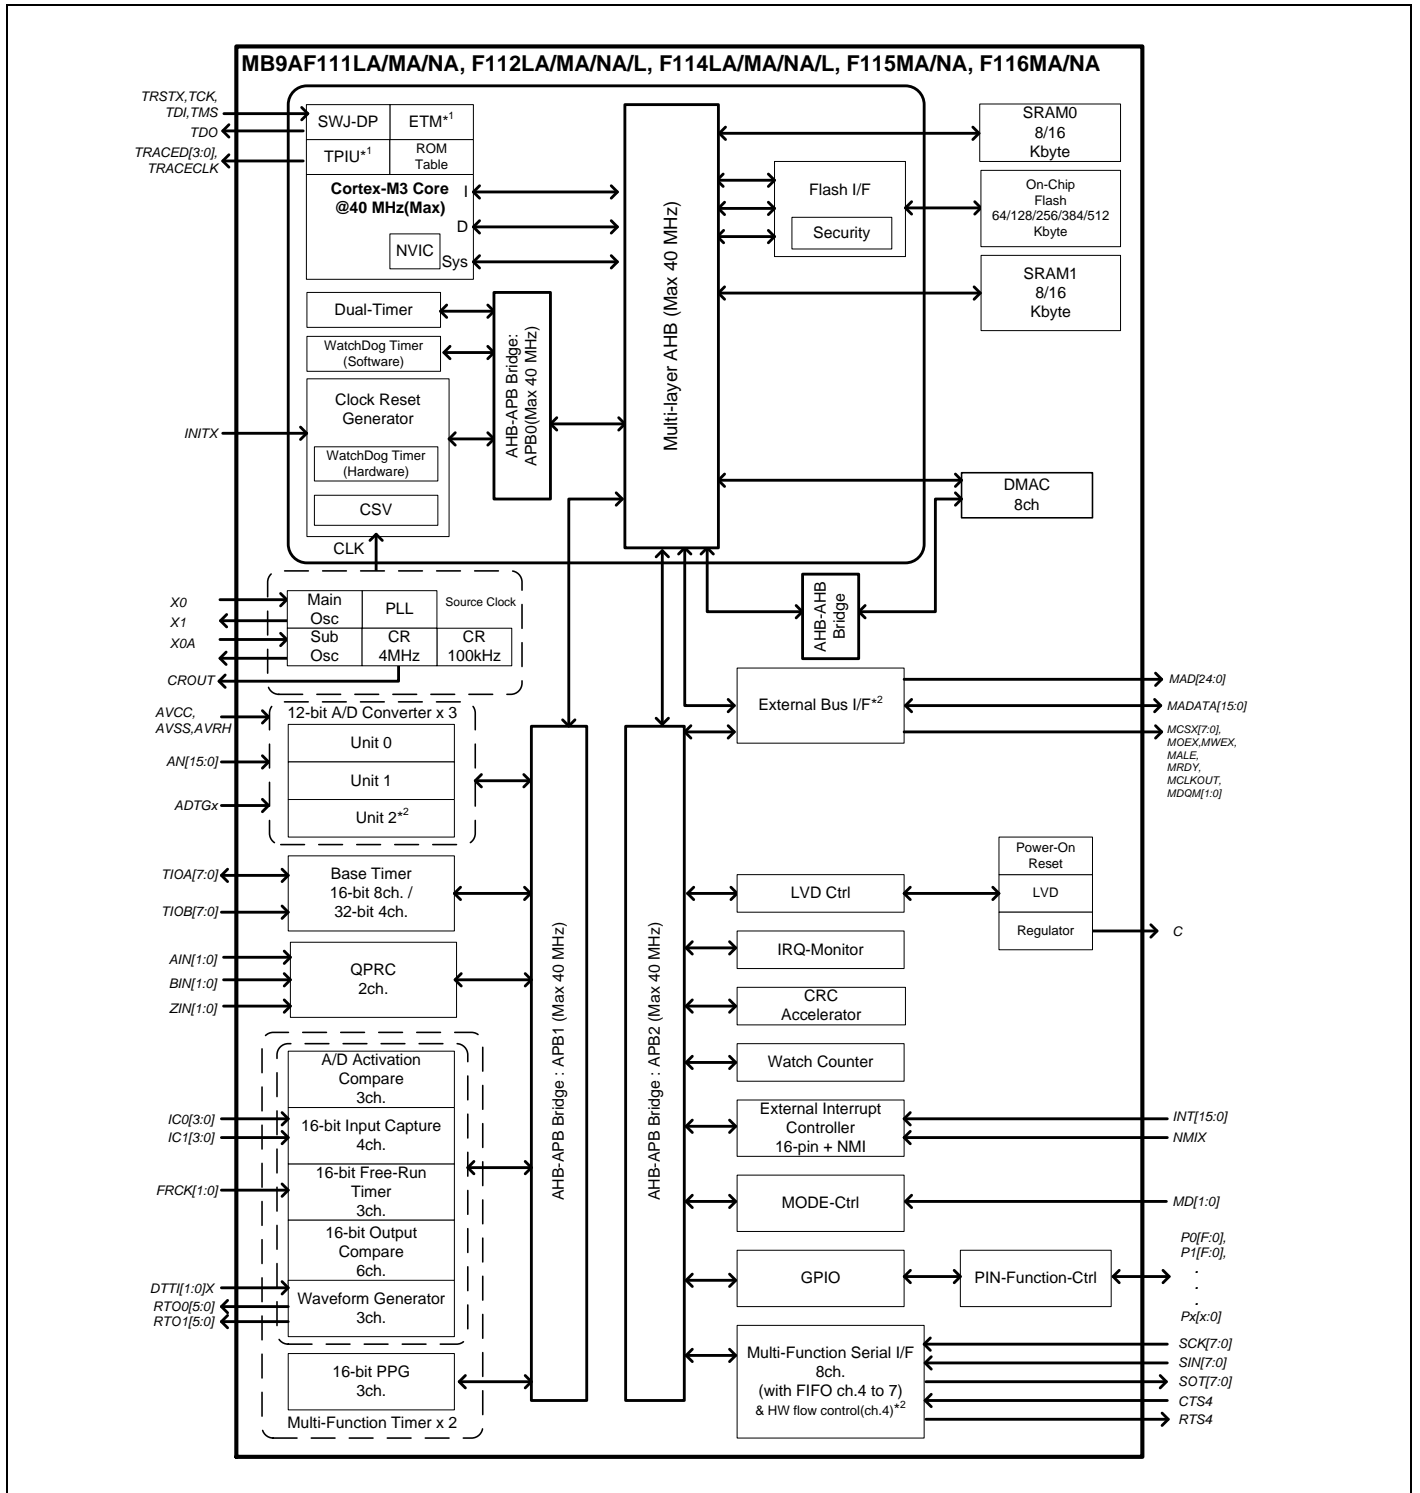 MB9AF111LA/MA/NA, F112LA/MA/NA/L, F114LA/MA/NA/L, F115MA/NA, F116MA/NA
TRSTX,TCK,
TDI,TMS
TDO
TRACED[3:0],
TRACECLK
SWJ-DP
ETM*1
TPIU*1
ROM
Table
Cortex-M3 Core
@40 MHz(Max)
I
D
Sys
NVIC
Dual-Timer
WatchDog Timer
(Software)
Clock Reset
Generator
WatchDog Timer
(Hardware)
CSV
CLK
INITX
AHB-APB Bridge:
APB0(Max 40 MHz)
Multi-layer AHB (Max 40 MHz)
Flash I/F
Security
SRAM0
8/16
Kbyte
On-Chip
Flash
64/128/256/384/512
Kbyte
SRAM1
8/16
Kbyte
DMAC
8ch
AHB-AHB
Bridge
X0
X1
X0A
CROUT
Main
Osc
PLL
Source Clock
Sub
Osc
CR
4MHz
CR
100kHz
AVCC,
AVSS,AVRH
AN[15:0]
ADTGx
12-bit A/D Converter x 3
Unit 0
Unit 1
Unit 2*2
TIOA[7:0]
TIOB[7:0]
Base Timer
16-bit 8ch. /
32-bit 4ch.
AIN[1:0]
BIN[1:0]
ZIN[1:0]
QPRC
2ch.
A/D Activation
Compare
3ch.
IC0[3:0]
IC1[3:0]
16-bit Input Capture
4ch.
FRCK[1:0]
16-bit Free-Run
Timer
3ch.
16-bit Output
Compare
6ch.
DTTI[1:0]X
RTO0[5:0]
RTO1[5:0]
Waveform Generator
3ch.
16-bit PPG
3ch.
Multi-Function Timer x 2
AHB-APB Bridge : APB1 (Max 40 MHz)
AHB-APB Bridge : APB2 (Max 40 MHz)
External Bus I/F*2
MAD[24:0]
MADATA[15:0]
MCSX[7:0],
MOEX,MWEX,
MALE,
MRDY,
MCLKOUT,
MDQM[1:0]
LVD Ctrl
Power-On
Reset
LVD
Regulator
C
IRQ-Monitor
CRC
Accelerator
Watch Counter
External Interrupt
Controller
16-pin + NMI
INT[15:0]
NMIX
MODE-Ctrl
MD[1:0]
GPIO
PIN-Function-Ctrl
P0[F:0],
P1[F:0],
.
.
.
Px[x:0]
Multi-Function Serial I/F
8ch.
(with FIFO ch.4 to 7)
& HW flow control(ch.4)*2
SCK[7:0]
SIN[7:0]
SOT[7:0]
CTS4
RTS4